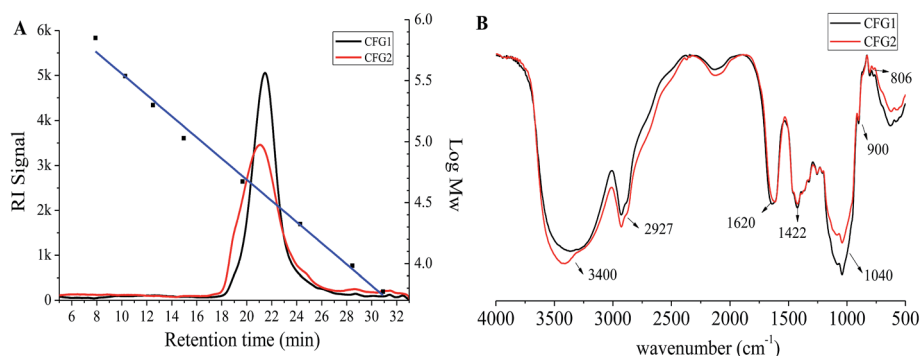 A
CFG1
CFG2
6k
5k
4k
3k
2k
1k
0
RI Signal
6.0
5.5
5.0
4.5
4.0
Log Mw
6 8 10 12 14 16 18 20 22 24 26 28 30 32
Retention time (min)
B
CFG1
CFG2
806
900
2927
1620
1422
3400
1040
4000 3500 3000 2500 2000 1500 1000 500
wavenumber (cm⁻¹)